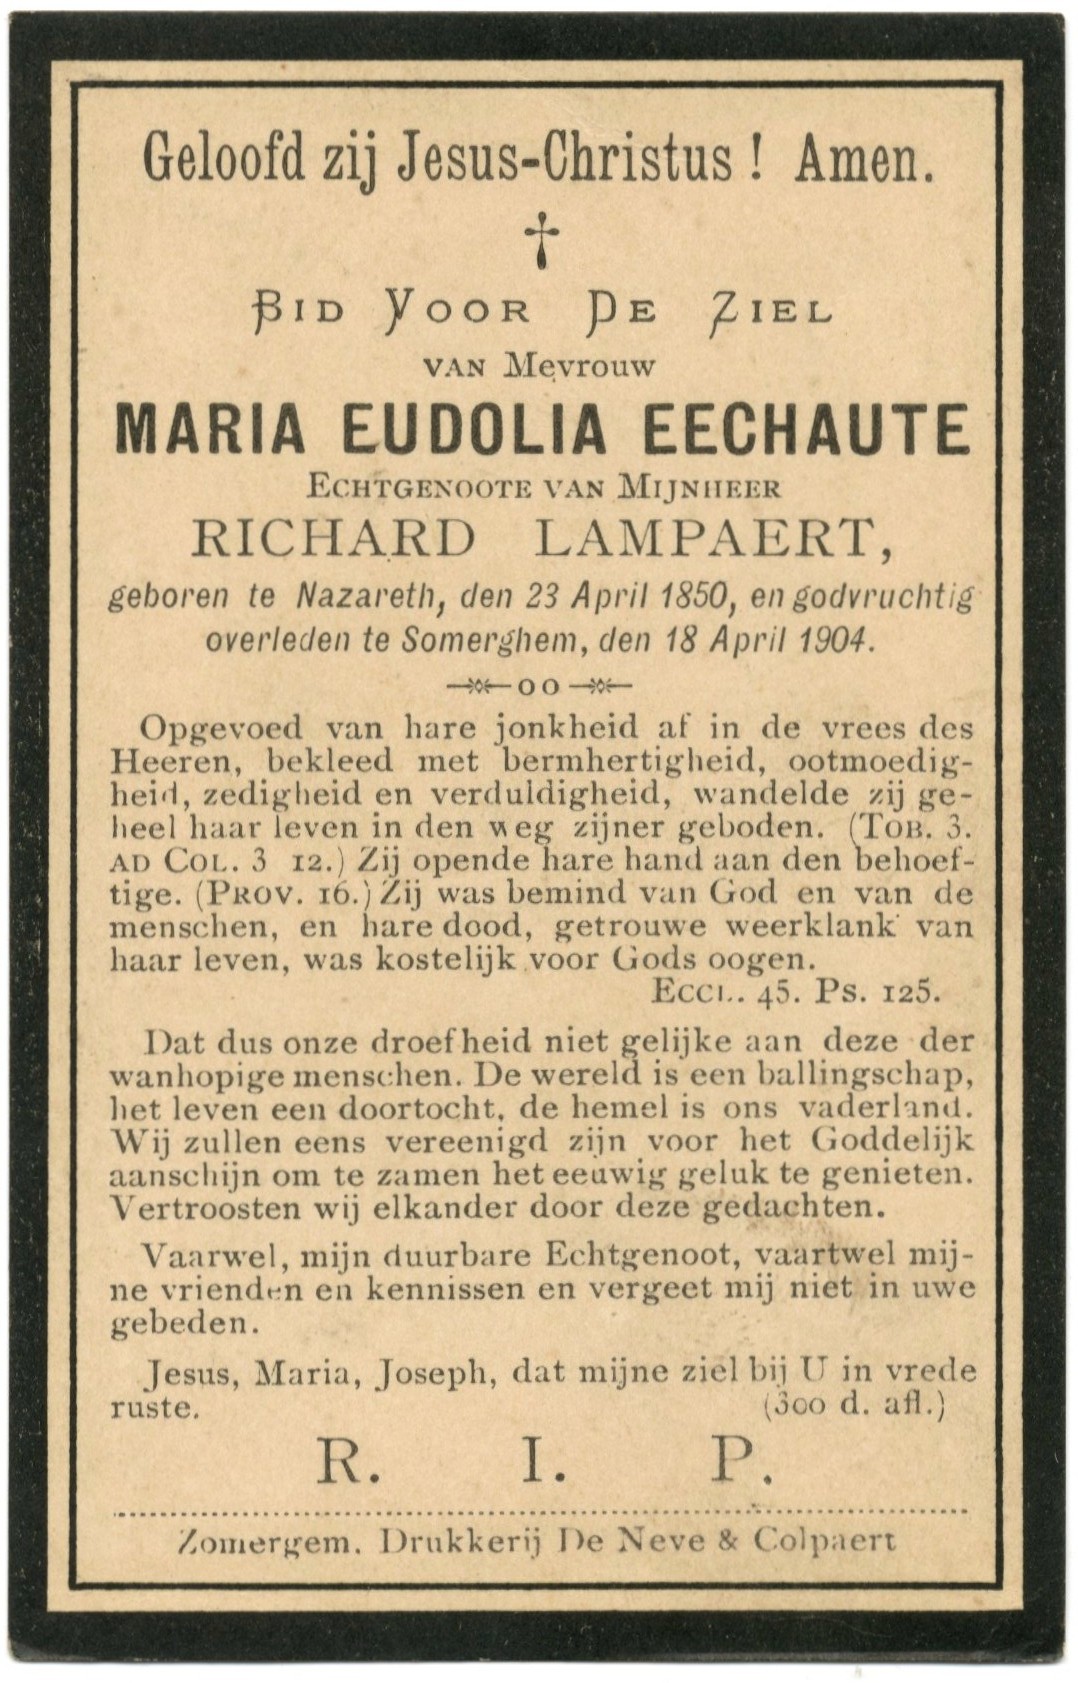 Geloofd zij Jesus-Christus ! Amen.
BID VOOR DE ZIEL
VAN Mevrouw
MARIA EUDOLIA EECHAUTE
ECHTGENOOTE VAN MIJNHEER
RICHARD LAMPAERT,
geboren te Nazareth, den 23 April 1850, en godvruchtig
overleden te Somerghem, den 18 April 1904.
Opgevoed van hare jonkheid af in de vrees des
Heeren, bekleed met bermhertigheid, ootmoedig-
heid, zedigheid en verduldigheid, wandelde zij ge-
heel haar leven in den weg zijner geboden. (TOB. 3.
AD COL. 3 12.) Zij opende hare hand aan den behoef-
tige. (PROV. 16.) Zij was bemind van God en van de
menschen, en hare dood, getrouwe weerklank van
haar leven, was kostelijk voor Gods oogen.
ECCL. 45. PS. 125.
Dat dus onze droefheid niet gelijke aan deze der
wanhopige menschen. De wereld is een ballingschap,
het leven een doortocht, de hemel is ons vaderland.
Wij zullen eens vereenigd zijn voor het Goddelijk
aanschijn om te zamen het eeuwig geluk te genieten.
Vertroosten wij elkander door deze gedachten.
Vaarwel, mijn duurbare Echtgenoot, vaartwel mij-
ne vrienden en kennissen en vergeet mij niet in uwe
gebeden.
Jesus, Maria, Joseph, dat mijne ziel bij U in vrede
ruste. (300 d. afl.)
R. I. P.
Zomergem. Drukkerij De Neve & Colpaert